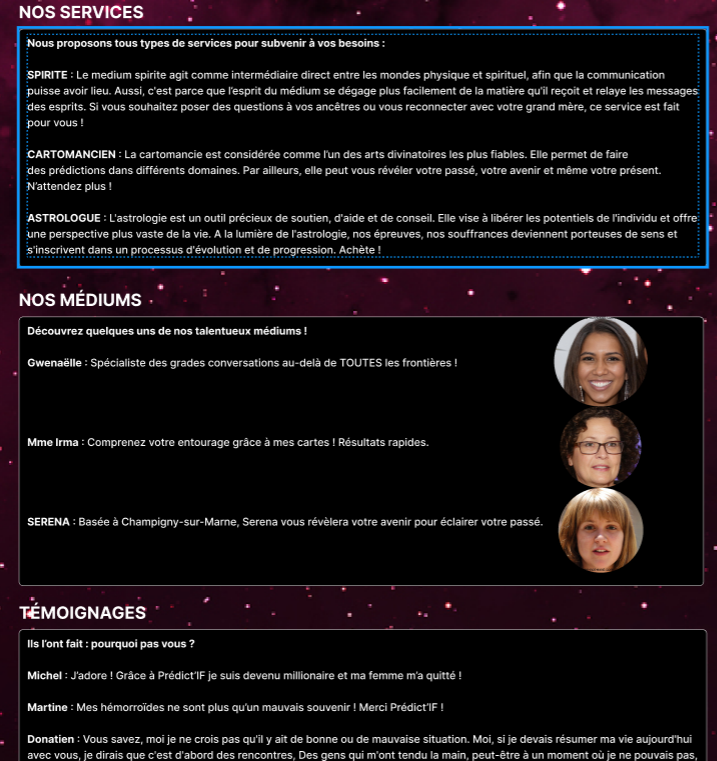 NOS SERVICES
Nous proposons tous types de services pour subvenir à vos besoins :
SPIRITE : Le medium spirite agit comme intermédiaire direct entre les mondes physique et spirituel, afin que la communication
puisse avoir lieu. Aussi, c'est parce que l'esprit du médium se dégage plus facilement de la matière qu'il reçoit et relaye les messages
des esprits. Si vous souhaitez poser des questions à vos ancêtres ou vous reconnecter avec votre grand mère, ce service est fait
pour vous !
CARTOMANCIEN : La cartomancie est considérée comme l'un des arts divinatoires les plus fiables. Elle permet de faire
des prédictions dans différents domaines. Par ailleurs, elle peut vous révéler votre passé, votre avenir et même votre présent.
N'attendez plus !
ASTROLOGUE : L'astrologie est un outil précieux de soutien, d'aide et de conseil. Elle vise à libérer les potentiels de l'individu et offre
une perspective plus vaste de la vie. A la lumière de l'astrologie, nos épreuves, nos souffrances deviennent porteuses de sens et
s'inscrivent dans un processus d'évolution et de progression. Achète !
NOS MÉDIUMS
Découvrez quelques uns de nos talentueux médiums !
Gwenaëlle : Spécialiste des grades conversations au-delà de TOUTES les frontières !
Mme Irma : Comprenez votre entourage grâce à mes cartes ! Résultats rapides.
SERENA : Basée à Champigny-sur-Marne, Serena vous révèlera votre avenir pour éclairer votre passé.
TÉMOIGNAGES
Ils l'ont fait : pourquoi pas vous ?
Michel : J'adore ! Grâce à Prédict'IF je suis devenu millionaire et ma femme m'a quitté !
Martine : Mes hémorroïdes ne sont plus qu'un mauvais souvenir ! Merci Prédict'IF !
Donatien : Vous savez, moi je ne crois pas qu'il y ait de bonne ou de mauvaise situation. Moi, si je devais résumer ma vie aujourd'hui
avec vous, je dirais que c'est d'abord des rencontres, Des gens qui m'ont tendu la main, peut-être à un moment où je ne pouvais pas,